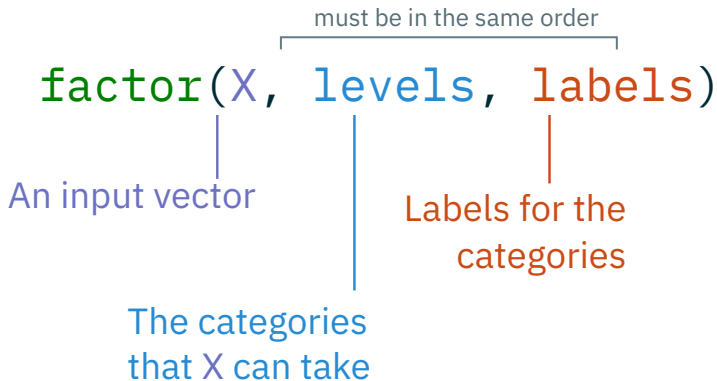 must be in the same order
factor(X, levels, labels)
An input vector
Labels for the
categories
The categories
that X can take